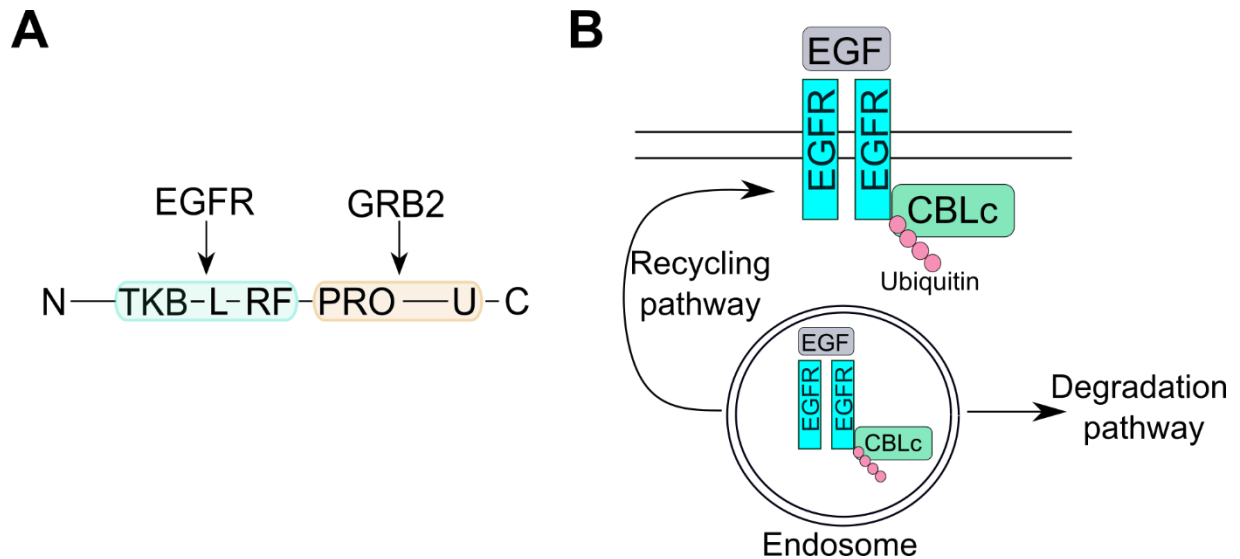 A
EGFR
GRB2
N
TKB-L-RF
PRO
U
C
B
EGF
EGFR
EGFR
CBLc
Ubiquitin
Recycling
pathway
EGF
EGFR
EGFR
CBLc
Endosome
Degradation
pathway